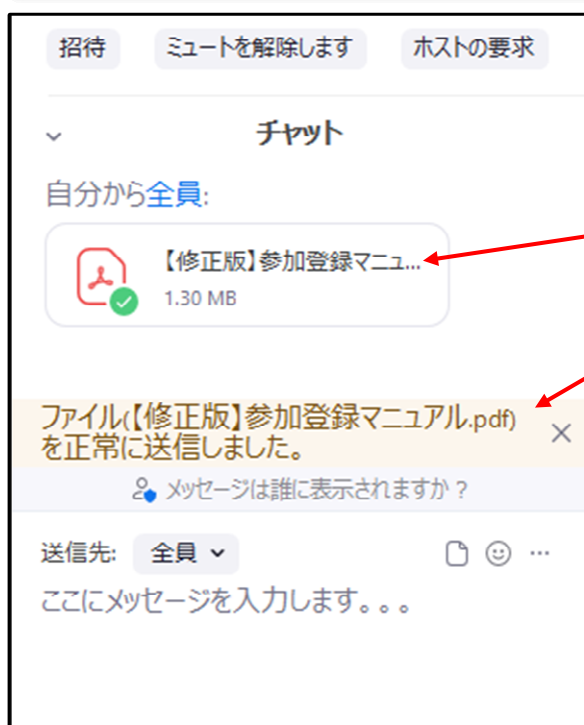 招待 ミュートを解除します ホストの要求
チャット
自分から全員:
【修正版】参加登録マニュ...
1.30 MB
ファイル(【修正版】参加登録マニュアル.pdf)
を正常に送信しました。
メッセージは誰に表示されますか？
送信先: 全員
ここにメッセージを入力します。。。